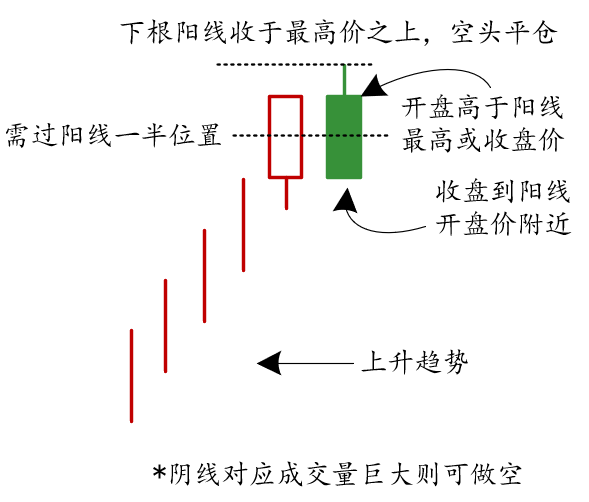 下根阳线收于最高价之上，空头平仓
开盘高于阳线
最高或收盘价
需过阳线一半位置
收盘到阳线
开盘价附近
上升趋势
*阴线对应成交量巨大则可做空